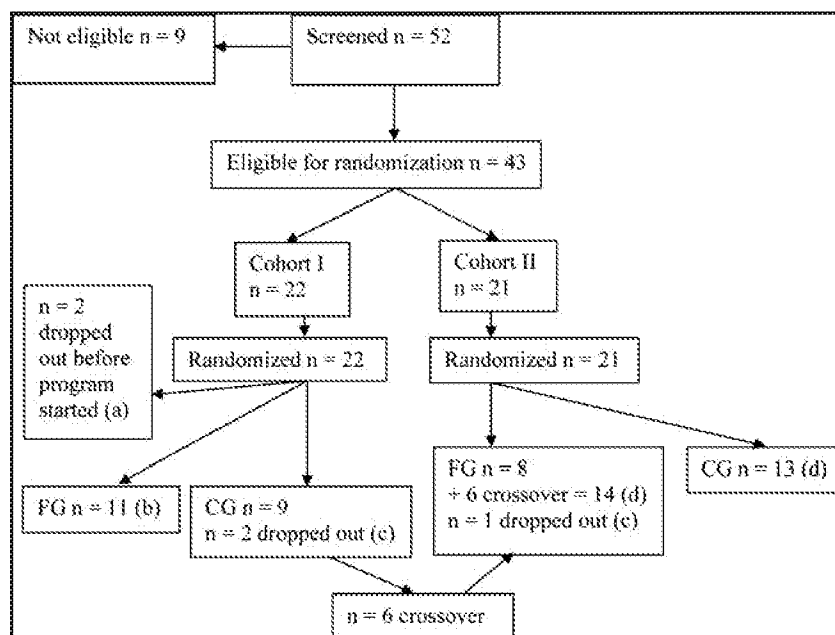 Not eligible n = 9
Screened n = 52
Eligible for randomization n = 43
Cohort I
n = 22
Cohort II
n = 21
n = 2
dropped
out before
program
started (a)
Randomized n = 22
Randomized n = 21
FG n = 11 (b)
CG n = 9
n = 2 dropped out (c)
FG n = 8
+ 6 crossover = 14 (d)
n = 1 dropped out (c)
CG n = 13 (d)
n = 6 crossover